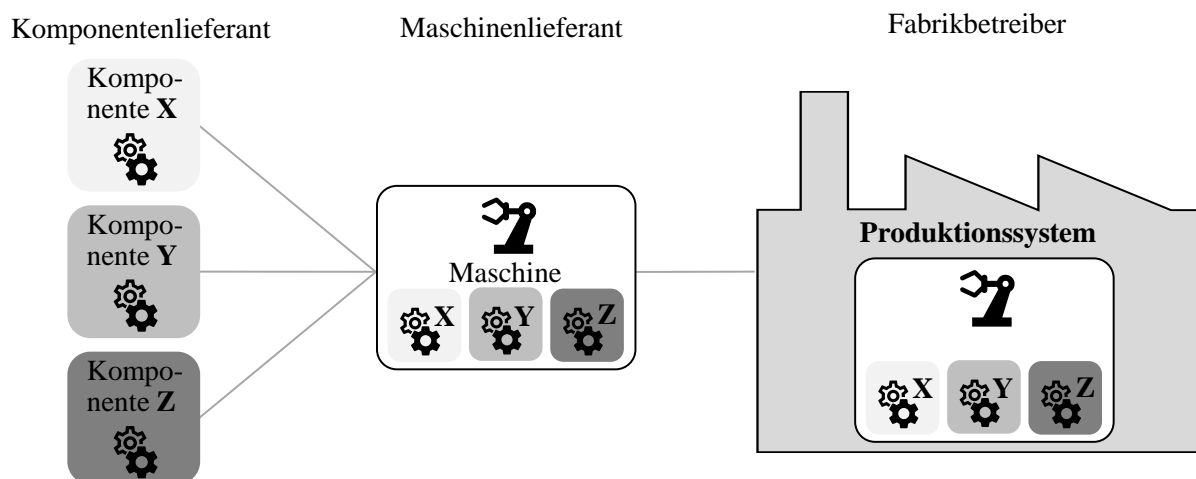 Komponentenlieferant
Maschinenlieferant
Fabrikbetreiber
Kompo-
nente X
Kompo-
nente Y
Kompo-
nente Z
Maschine
X
Y
Z
Produktionssystem
X
Y
Z